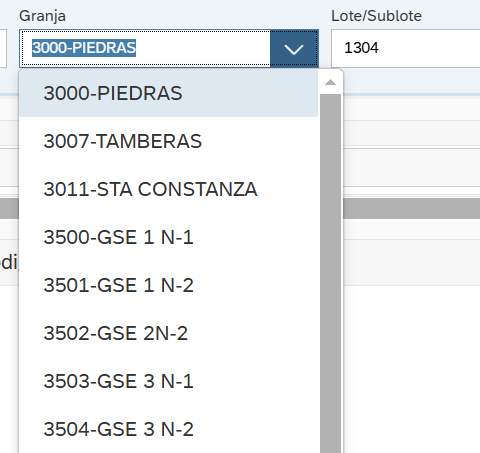 Granja
Lote/Sublote
3000-PIEDRAS
1304
3000-PIEDRAS
3007-TAMBERAS
3011-STA CONSTANZA
3500-GSE 1 N-1
odi
3501-GSE 1 N-2
3502-GSE 2N-2
3503-GSE 3 N-1
3504-GSE 3 N-2